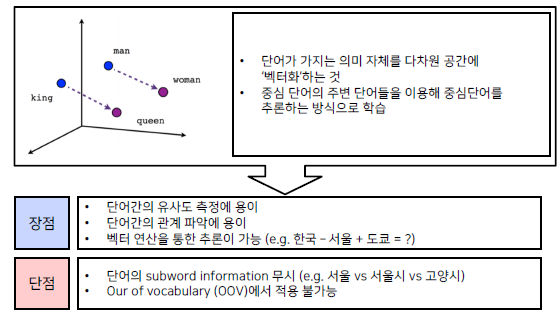 man
woman
king
queen
• 단어가 가지는 의미 자체를 다차원 공간에
‘벡터화’하는 것
• 중심 단어의 주변 단어들을 이용해 중심단어를
추론하는 방식으로 학습
장점
• 단어간의 유사도 측정에 용이
• 단어간의 관계 파악에 용이
• 벡터 연산을 통한 추론이 가능 (e.g. 한국 – 서울 + 도쿄 = ?)
단점
• 단어의 subword information 무시 (e.g. 서울 vs 서울시 vs 고양시)
• Our of vocabulary (OOV)에서 적용 불가능